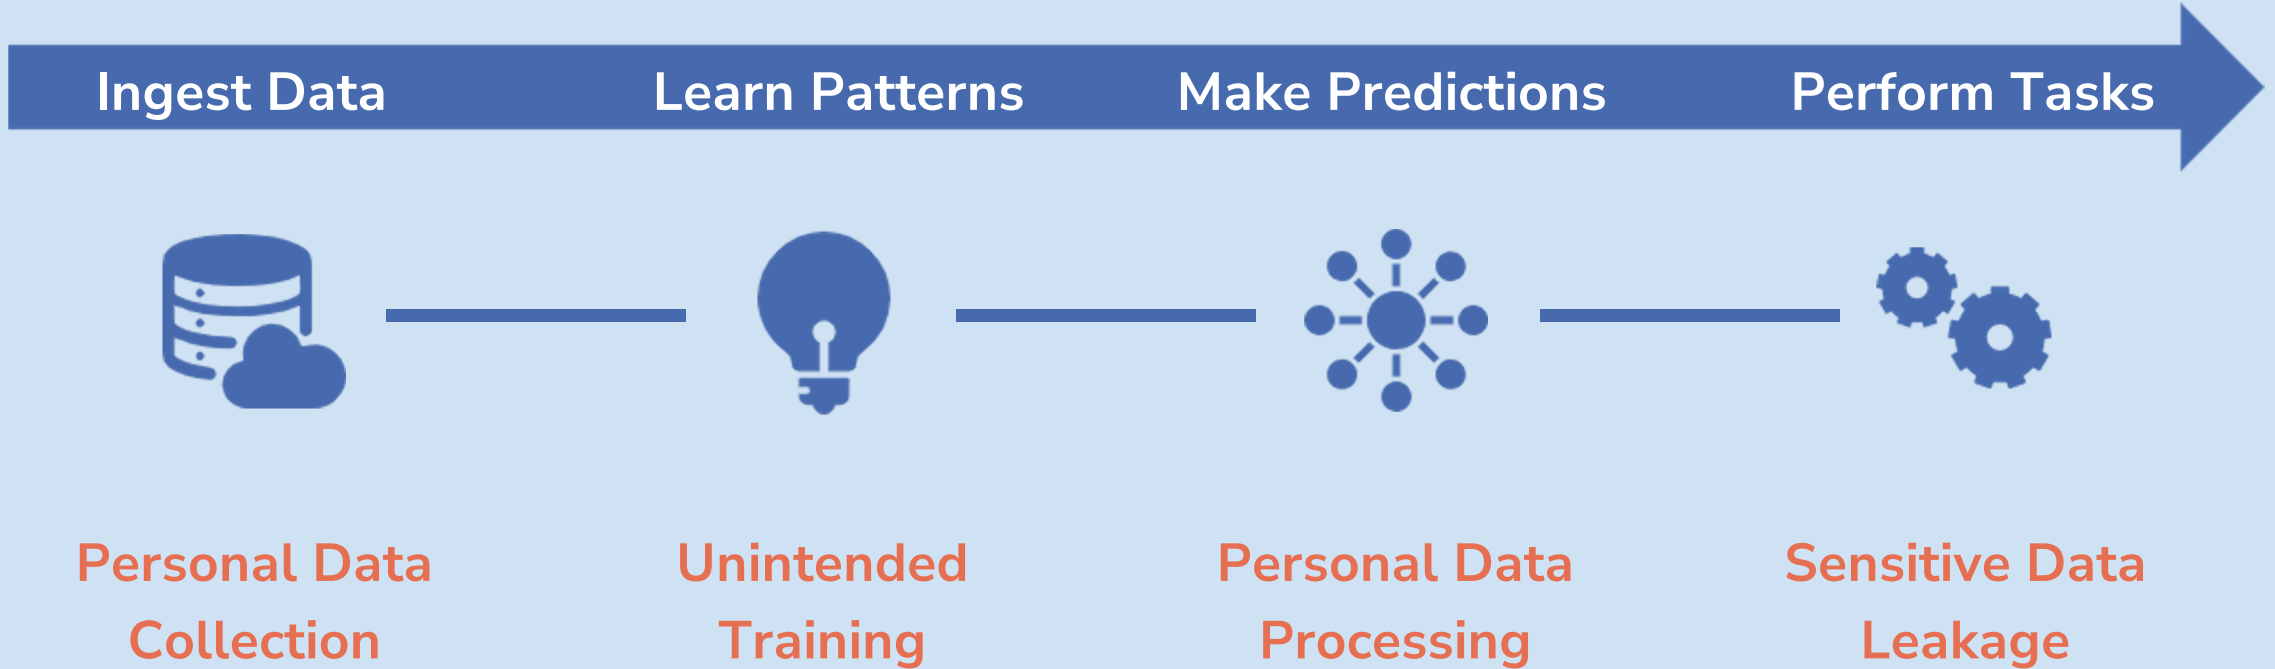 Ingest Data
Learn Patterns
Make Predictions
Perform Tasks
Personal Data
Collection
Unintended
Training
Personal Data
Processing
Sensitive Data
Leakage